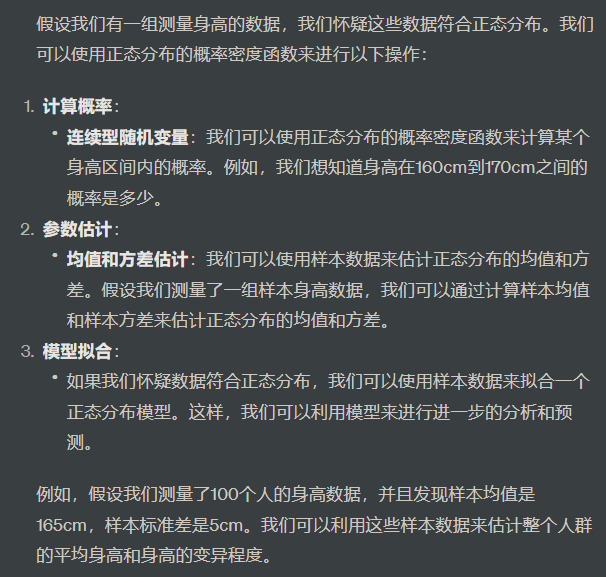 假设我们有一组测量身高的数据，我们怀疑这些数据符合正态分布。我们
可以使用正态分布的概率密度函数来进行以下操作：
1. 计算概率：
• 连续型随机变量：我们可以使用正态分布的概率密度函数来计算某个
身高区间内的概率。例如，我们想知道身高在160cm到170cm之间的
概率是多少。
2. 参数估计：
• 均值和方差估计：我们可以使用样本数据来估计正态分布的均值和方
差。假设我们测量了一组样本身高数据，我们可以通过计算样本均值
和样本方差来估计正态分布的均值和方差。
3. 模型拟合：
• 如果我们怀疑数据符合正态分布，我们可以使用样本数据来拟合一个
正态分布模型。这样，我们可以利用模型来进行进一步的分析和预
测。
例如，假设我们测量了100个人的身高数据，并且发现样本均值是
165cm，样本标准差是5cm。我们可以利用这些样本数据来估计整个人群
的平均身高和身高的变异程度。